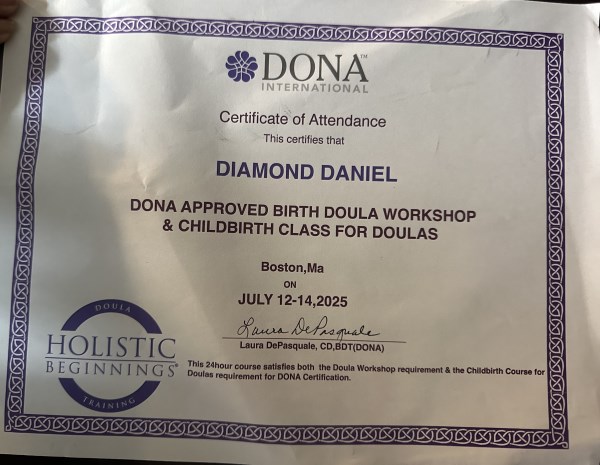 DONA™
INTERNATIONAL
Certificate of Attendance
This certifies that
DIAMOND DANIEL
DONA APPROVED BIRTH DOULA WORKSHOP
& CHILDBIRTH CLASS FOR DOULAS
Boston,Ma
ON
JULY 12-14,2025
Laura DePasquale
Laura DePasquale, CD,BDT(DONA)
DOULA
HOLISTIC
BEGINNINGS®
TRAINING
This 24hour course satisfies both the Doula Workshop requirement & the Childbirth Course for
Doulas requirement for DONA Certification.